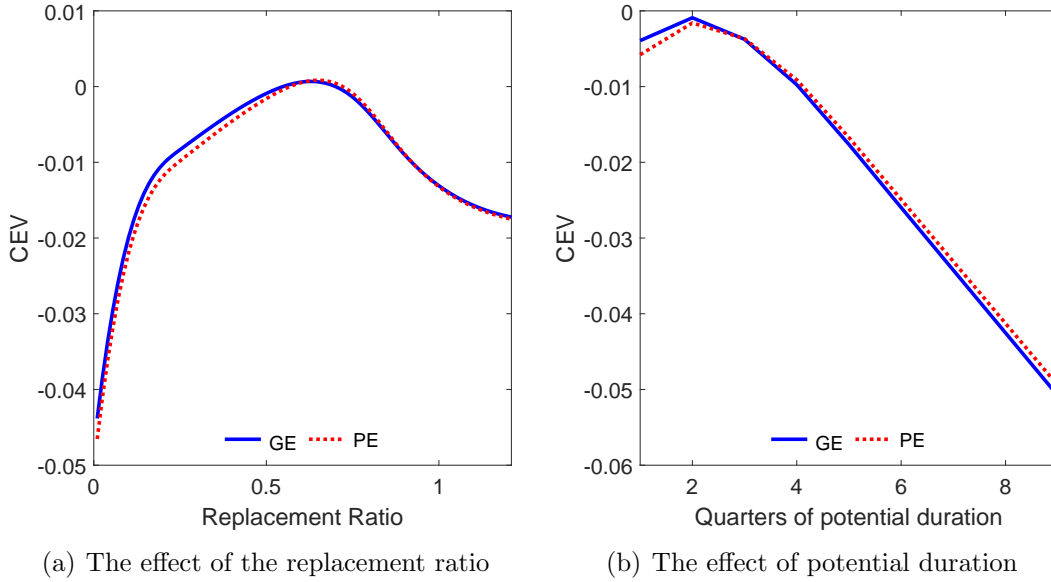 0.01
0
-0.01
-0.02
-0.03
-0.04
-0.05
CEV
0
0.5
1
Replacement Ratio
GE
PE
(a) The effect of the replacement ratio
0
-0.01
-0.02
-0.03
-0.04
-0.05
-0.06
CEV
2
4
6
8
Quarters of potential duration
GE
PE
(b) The effect of potential duration